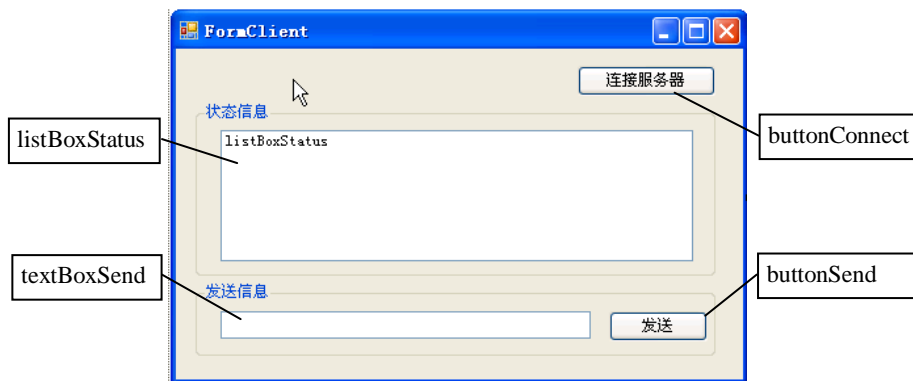 FormClient
连接服务器
状态信息
listBoxStatus
buttonConnect
listBoxStatus
textBoxSend
buttonSend
发送信息
发送